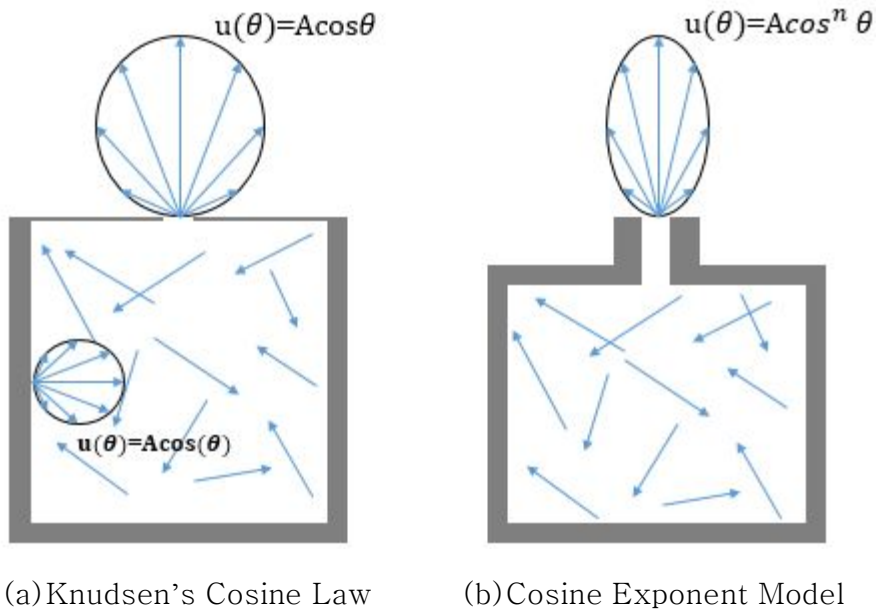 u(θ)=Acosθ
u(θ)=Acosⁿ θ
u(θ)=Acos(θ)
(a)Knudsen's Cosine Law
(b)Cosine Exponent Model